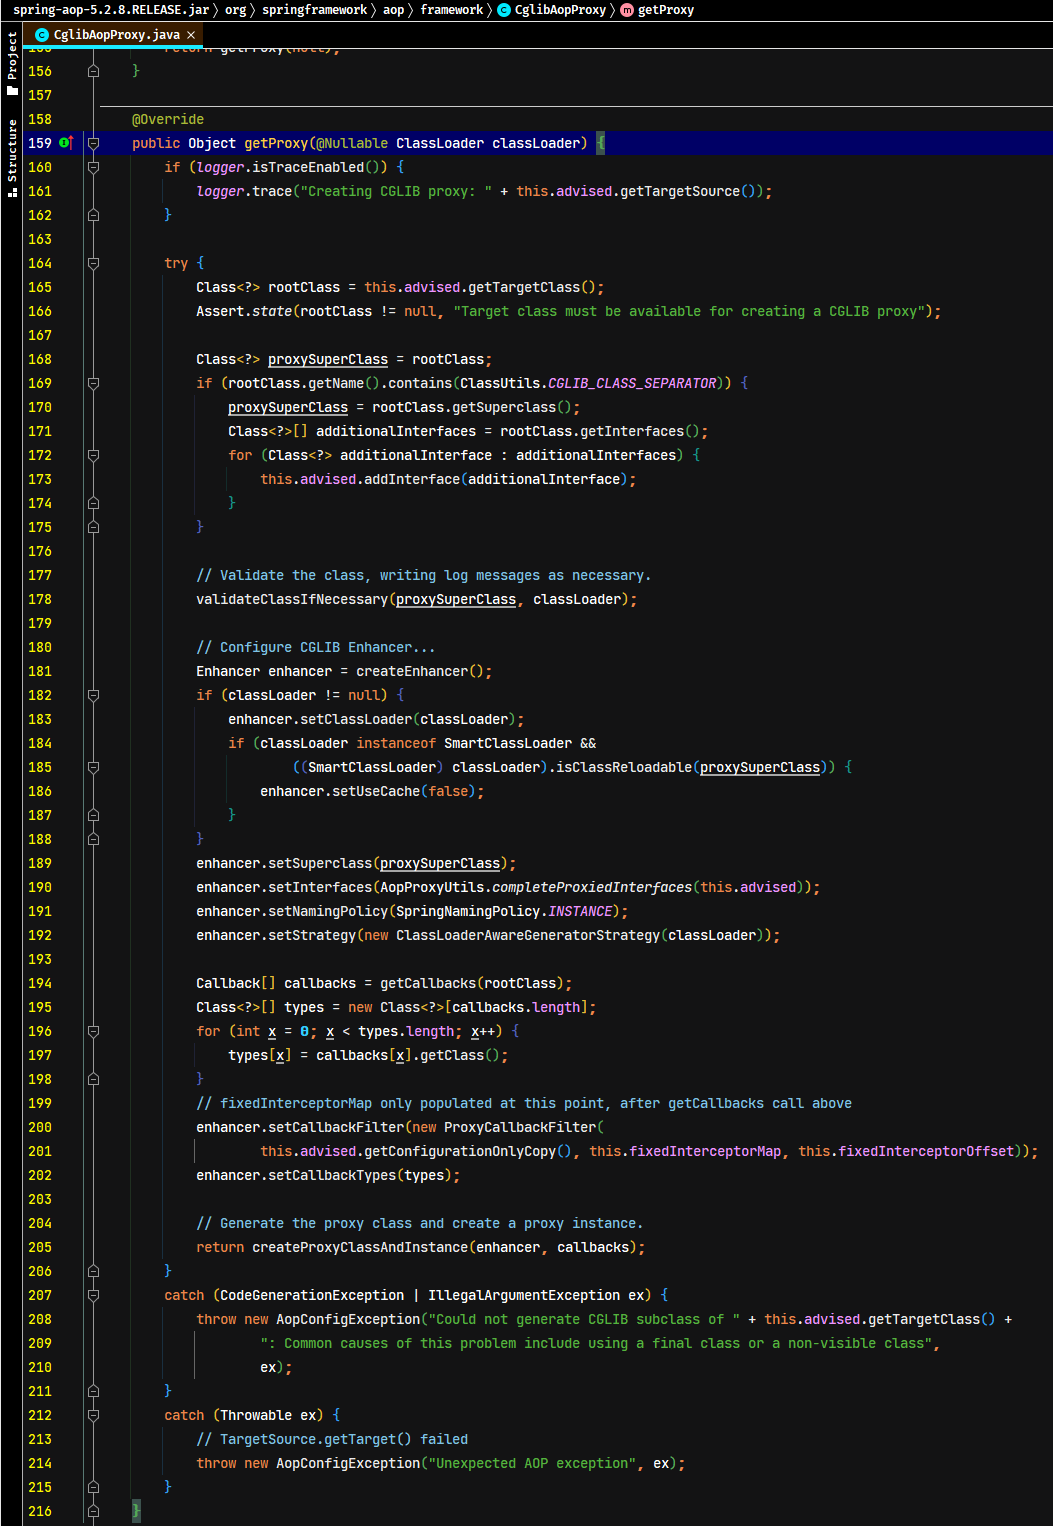 spring-aop-5.2.8.RELEASE.jar 〉 org 〉 springframework 〉 aop 〉 framework 〉 CglibAopProxy 〉 getProxy
CglibAopProxy.java ×
Project
Structure
155 return getProxy(null);
156 }
157
158 @Override
159 public Object getProxy(@Nullable ClassLoader classLoader) {
160 if (logger.isTraceEnabled()) {
161 logger.trace("Creating CGLIB proxy: " + this.advised.getTargetSource());
162 }
163
164 try {
165 Class<?> rootClass = this.advised.getTargetClass();
166 Assert.state(rootClass != null, "Target class must be available for creating a CGLIB proxy");
167
168 Class<?> proxySuperClass = rootClass;
169 if (rootClass.getName().contains(ClassUtils.CGLIB_CLASS_SEPARATOR)) {
170 proxySuperClass = rootClass.getSuperclass();
171 Class<?>[] additionalInterfaces = rootClass.getInterfaces();
172 for (Class<?> additionalInterface : additionalInterfaces) {
173 this.advised.addInterface(additionalInterface);
174 }
175 }
176
177 // Validate the class, writing log messages as necessary.
178 validateClassIfNecessary(proxySuperClass, classLoader);
179
180 // Configure CGLIB Enhancer...
181 Enhancer enhancer = createEnhancer();
182 if (classLoader != null) {
183 enhancer.setClassLoader(classLoader);
184 if (classLoader instanceof SmartClassLoader &&
185 ((SmartClassLoader) classLoader).isClassReloadable(proxySuperClass)) {
186 enhancer.setUseCache(false);
187 }
188 }
189 enhancer.setSuperclass(proxySuperClass);
190 enhancer.setInterfaces(AopProxyUtils.completeProxiedInterfaces(this.advised));
191 enhancer.setNamingPolicy(SpringNamingPolicy.INSTANCE);
192 enhancer.setStrategy(new ClassLoaderAwareGeneratorStrategy(classLoader));
193
194 Callback[] callbacks = getCallbacks(rootClass);
195 Class<?>[] types = new Class<?>[callbacks.length];
196 for (int x = 0; x < types.length; x++) {
197 types[x] = callbacks[x].getClass();
198 }
199 // fixedInterceptorMap only populated at this point, after getCallbacks call above
200 enhancer.setCallbackFilter(new ProxyCallbackFilter(
201 this.advised.getConfigurationOnlyCopy(), this.fixedInterceptorMap, this.fixedInterceptorOffset));
202 enhancer.setCallbackTypes(types);
203
204 // Generate the proxy class and create a proxy instance.
205 return createProxyClassAndInstance(enhancer, callbacks);
206 }
207 catch (CodeGenerationException | IllegalArgumentException ex) {
208 throw new AopConfigException("Could not generate CGLIB subclass of " + this.advised.getTargetClass() +
209 ": Common causes of this problem include using a final class or a non-visible class",
210 ex);
211 }
212 catch (Throwable ex) {
213 // TargetSource.getTarget() failed
214 throw new AopConfigException("Unexpected AOP exception", ex);
215 }
216 }